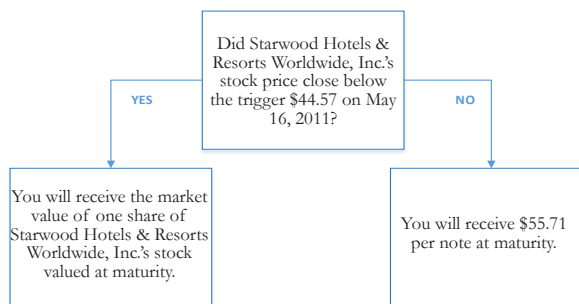 Did Starwood Hotels &
Resorts Worldwide, Inc.'s
stock price close below
the trigger $44.57 on May
16, 2011?
YES
NO
You will receive the market
value of one share of
Starwood Hotels & Resorts
Worldwide, Inc.'s stock
valued at maturity.
You will receive $55.71
per note at maturity.